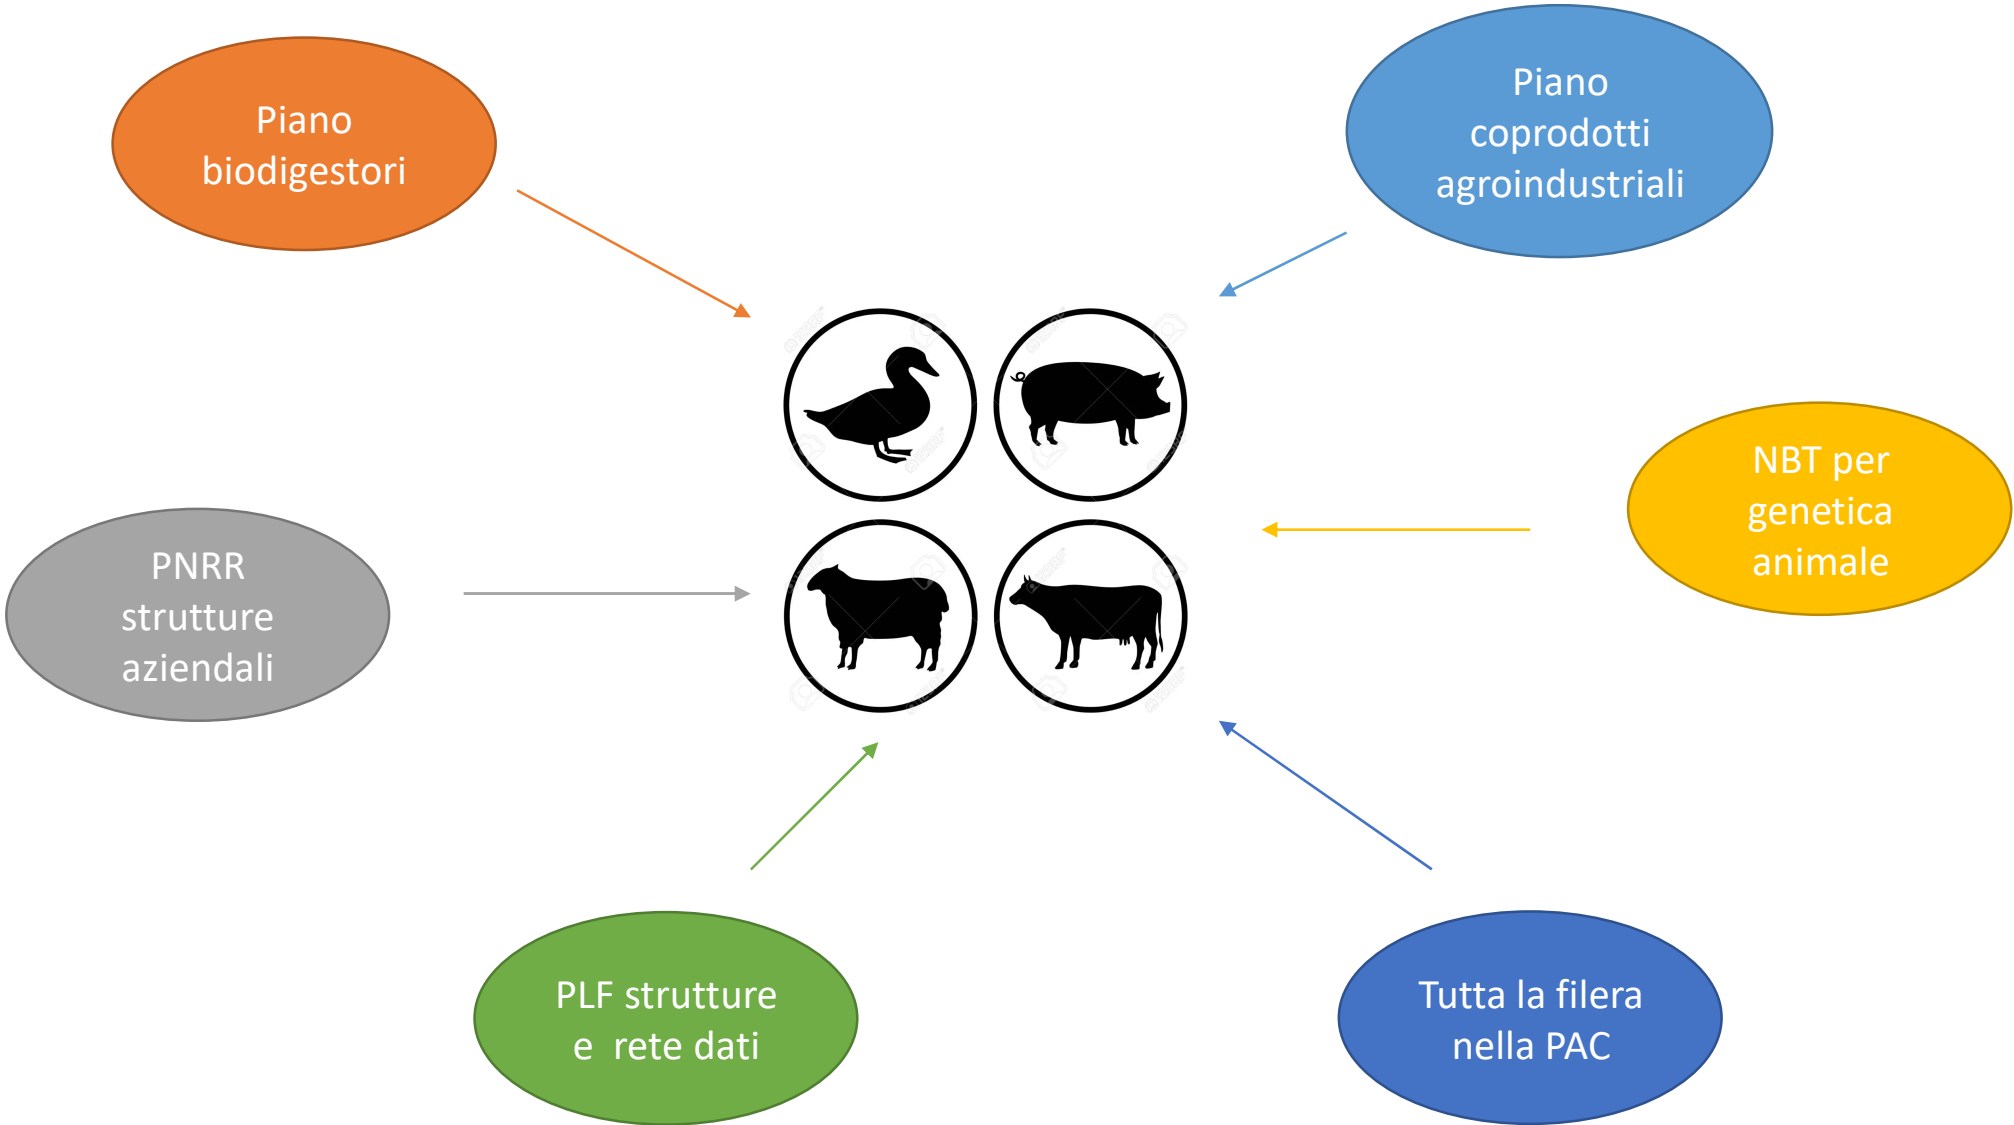 Piano
biodigestori
Piano
coprodotti
agroindustriali
NBT per
genetica
animale
PNRR
strutture
aziendali
PLF strutture
e  rete dati
Tutta la filera
nella PAC